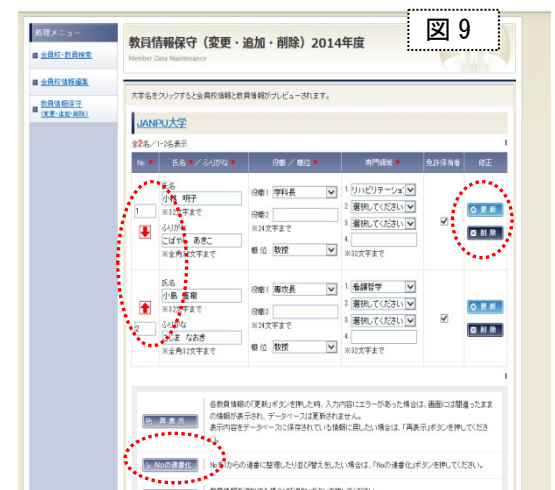 図9
処理メニュー
会員校・教員検索
会員校情報編集
教員情報保守
(変更・追加・削除)
教員情報保守（変更・追加・削除）2014年度
Member Data Maintenance
大学名をクリックすると会員校情報と教員情報がプレビューされます。
JANPU大学
全2名／1-2名表示
1
No.* 氏名*／ふりがな* 役職／職位* 専門領域* 免許保有者 修正
氏名
明子
※32文字まで
ふりがな
あきこ
※全角32文字まで
1
役職1 学科長
役職2
※24文字まで
職位 教授
1. リハビリテーション
2. 選択してください
3. 選択してください
4.
※32文字まで
更新
削除
氏名
小島
※32文字まで
ふりがな
なおき
※全角32文字まで
2
役職1 専攻長
役職2
※24文字まで
職位 教授
1. 看護哲学
2. 選択してください
3. 選択してください
4.
※32文字まで
更新
削除
1
再表示
各教員情報の「更新」ボタンを押した時、入力内容にエラーがあった場合は、画面には間違ったまま
の情報が表示され、データベースは更新されません。
表示内容をデータベースに保存されている情報に戻したい場合は、「再表示」ボタンを押してくださ
い。
Noの連番化
Noを1からの連番に整理したり並び替えをしたい場合は、「Noの連番化」ボタンを押してください。